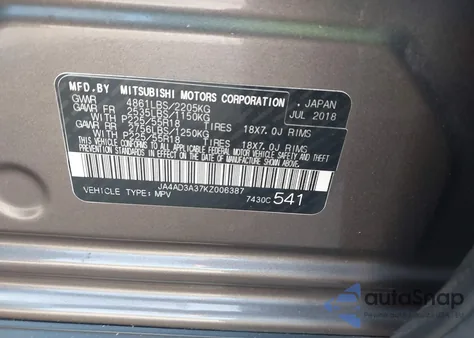 MFD.BY MITSUBISHI MOTORS CORPORATION
GVWR 4861LBS/2205KG , JAPAN
GAWR FR 2535LBS/1150KG JUL 2018
WITH P225/55R18 TIRES 18X7.0J RIMS
GAWR RR 2756LBS/1250KG
WITH P225/55R18 TIRES 18X7.0J RIMS
THIS VEHICLE CONFORMS TO ALL APPLICABLE FEDERAL MOTOR VEHICLE SAFETY, BUMPER AND THEFT
PREVENTION STANDARDS IN EFFECT ON THE DATE OF MANUFACTURE SHOWN ABOVE.
JA4AD3A37KZ006387
VEHICLE TYPE: MPV 7430C 541
autoSnap